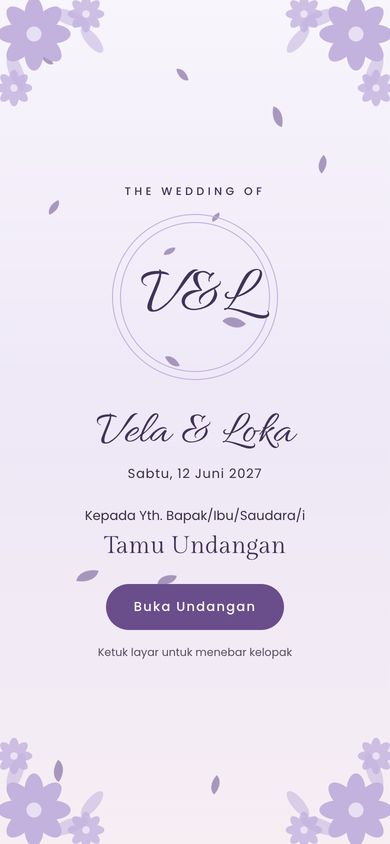 THE WEDDING OF
V&L
Vela & Loka
Sabtu, 12 Juni 2027
Kepada Yth. Bapak/Ibu/Saudara/i
Tamu Undangan
Buka Undangan
Ketuk layar untuk menebar kelopak